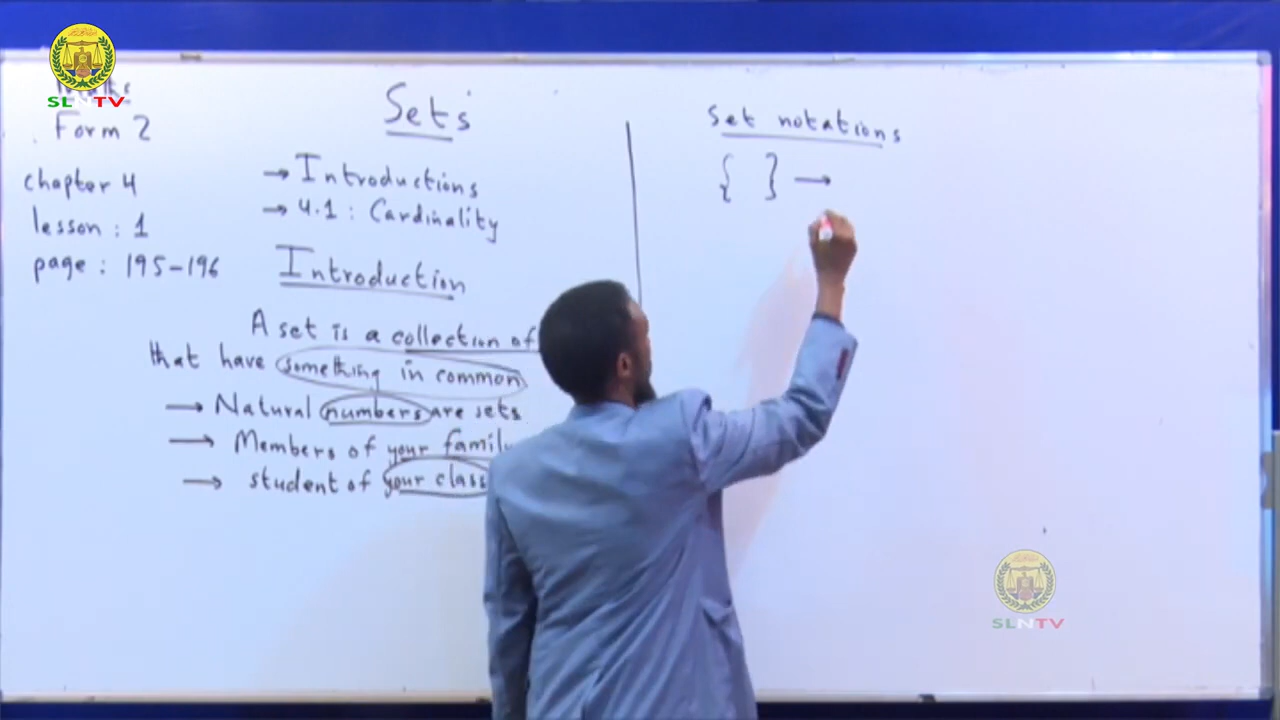 SLNTV
Maths
Form 2
chapter 4
lesson : 1
page : 195-196
Sets
→ Introductions
→ 4.1 : Cardinality
Introduction
A set is a collection of
that have something in common
→ Natural numbers are sets
→ Members of your family
→ student of your class
Set notations
{ } →
SLNTV